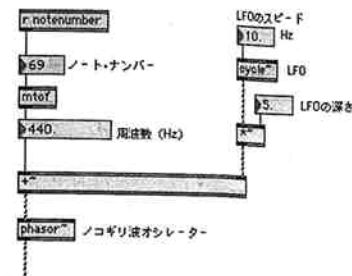 r notenumber
LFOのスピード
10. Hz
69 ノート・ナンバー
cycle~ LFO
mtof
5. LFOの深さ
440. 周波数 (Hz)
*~
+~
phasor~ ノコギリ波オシレーター